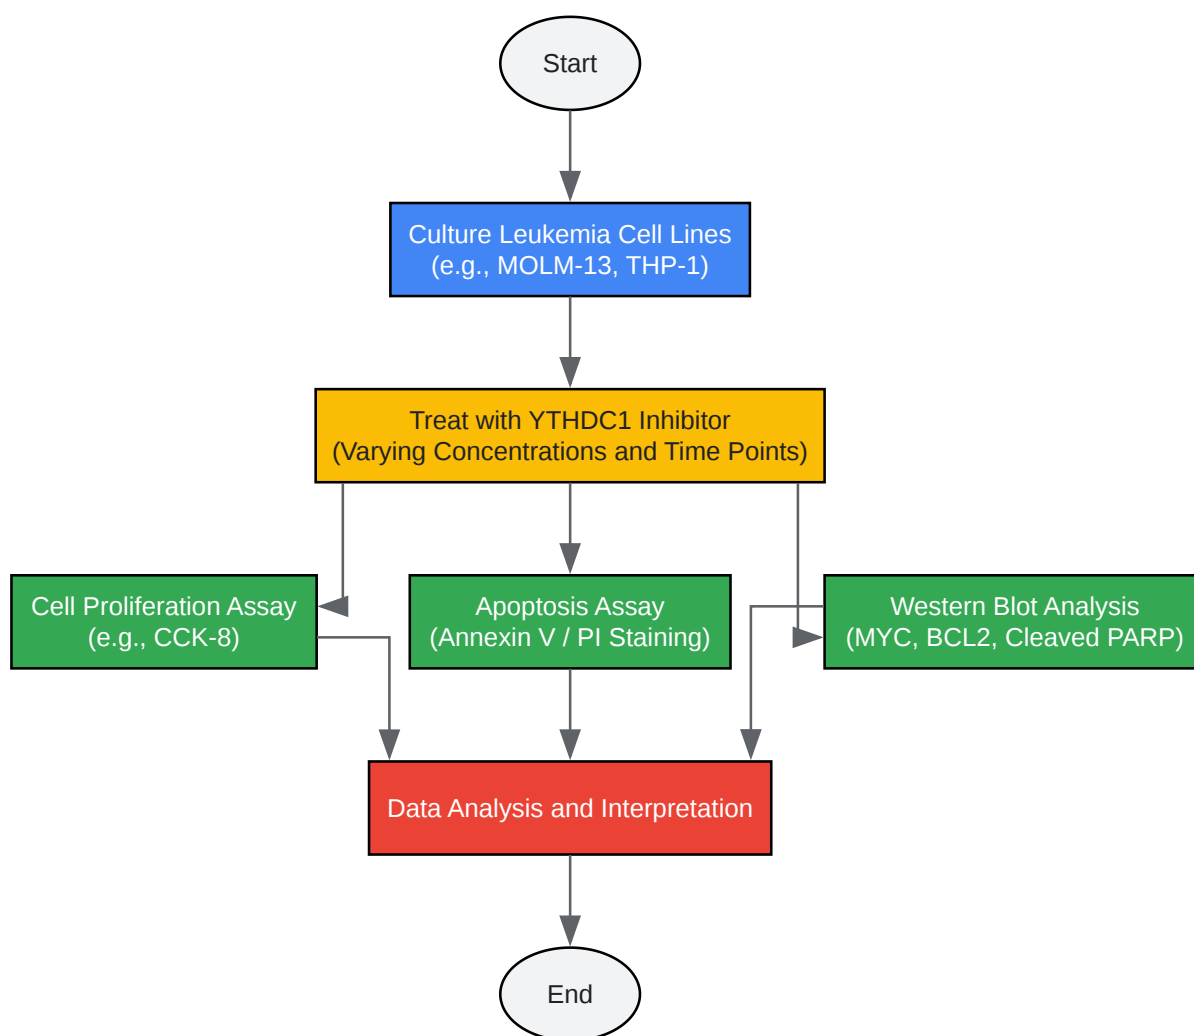 Start
Culture Leukemia Cell Lines
(e.g., MOLM-13, THP-1)
Treat with YTHDC1 Inhibitor
(Varying Concentrations and Time Points)
Cell Proliferation Assay
(e.g., CCK-8)
Apoptosis Assay
(Annexin V / PI Staining)
Western Blot Analysis
(MYC, BCL2, Cleaved PARP)
Data Analysis and Interpretation
End